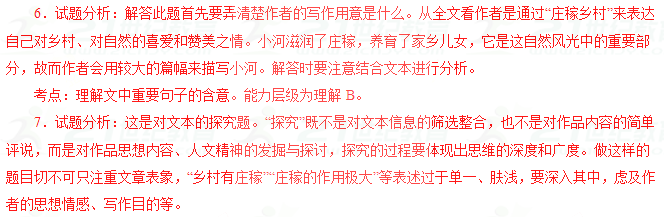 6．试题分析：解答此题首先要弄清楚作者的写作用意是什么。从全文看作者是通过“庄稼乡村”来表达
自己对乡村、对自然的喜爱和赞美之情。小河滋润了庄稼，养育了家乡儿女，它是这自然风光中的重要部
分，故而作者会用较大的篇幅来描写小河。解答时要注意结合文本进行分析。
考点：理解文中重要句子的含意。能力层级为理解 B。
7．试题分析：这是对文本的探究题。“探究”既不是对文本信息的筛选整合，也不是对作品内容的简单
评说，而是对作品思想内容、人文精神的发掘与探讨，探究的过程要体现出思维的深度和广度。做这样的
题目切不可只注重文章表象，“乡村有庄稼”“庄稼的作用极大”等表述过于单一、肤浅，要深入其中，虑及作
者的思想情感、写作目的等。